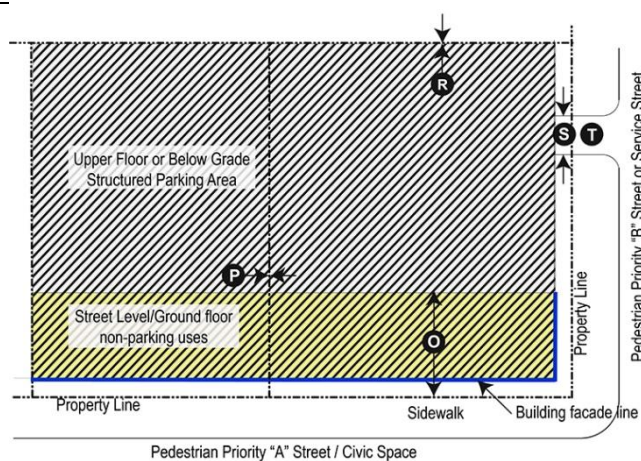 R
S T
Upper Floor or Below Grade
Structured Parking Area
P
Street Level/Ground floor
non-parking uses
O
Property Line
Sidewalk
Building facade line
Property Line
Pedestrian Priority "B" Street or Service Street
Pedestrian Priority "A" Street / Civic Space